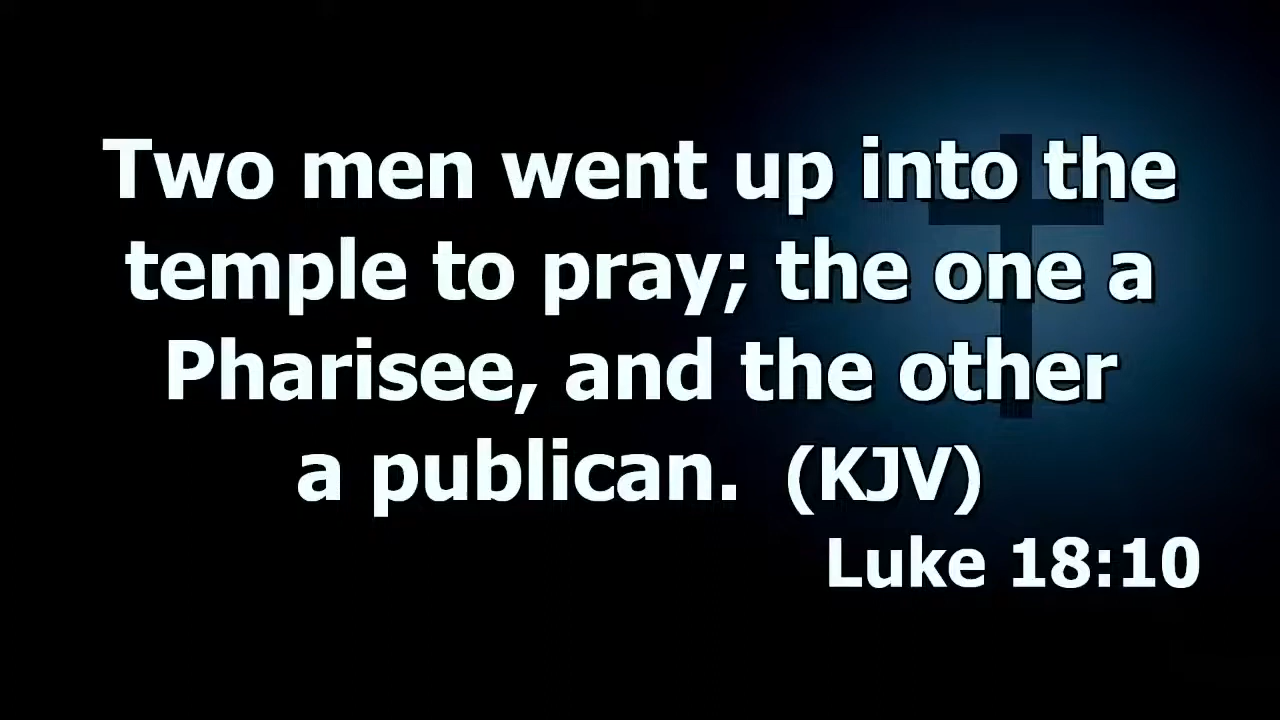 Two men went up into the
temple to pray; the one a
Pharisee, and the other
a publican.  (KJV)
Luke 18:10